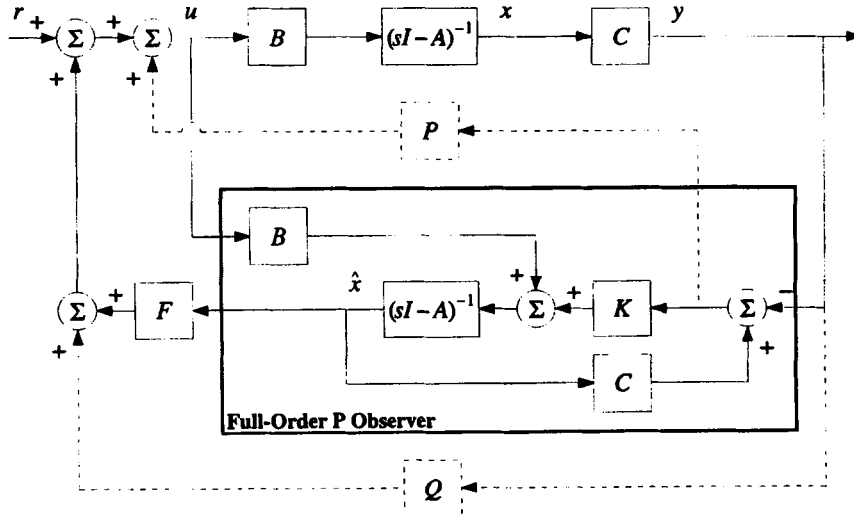 r + Σ + Σ u B (sI – A)⁻¹ x C y
+ +
P
B
x̂ +
+ Σ + F (sI – A)⁻¹ Σ + K Σ –
+ +
C
Full-Order P Observer
Q